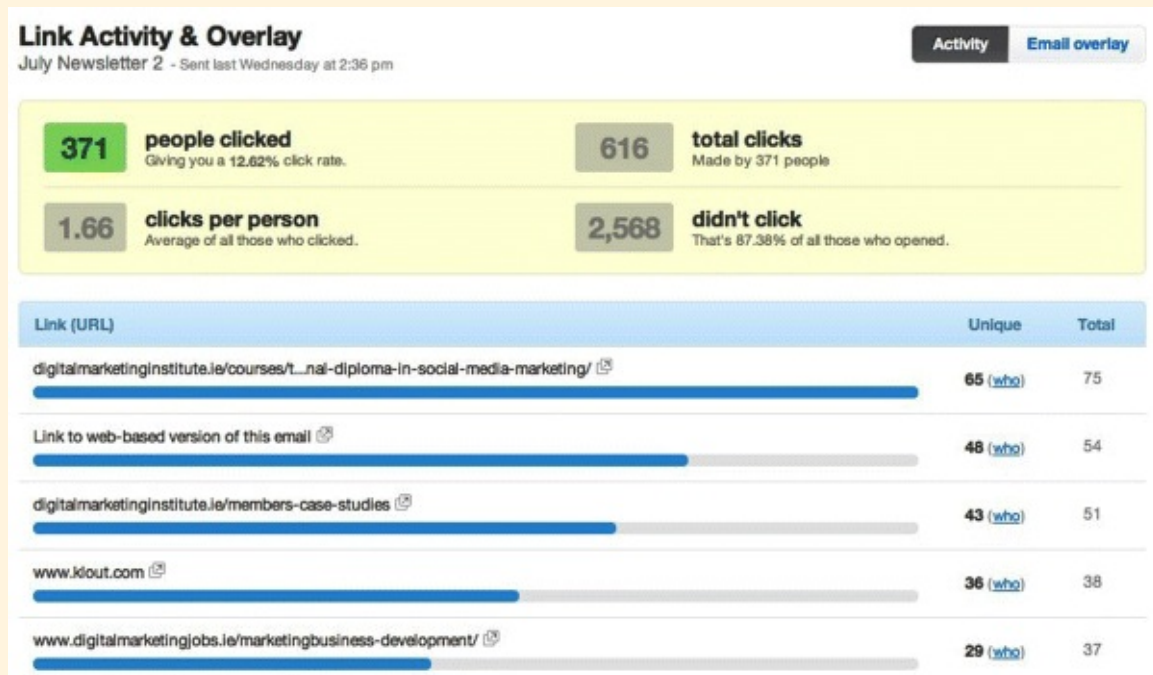 Link Activity & Overlay
July Newsletter 2 - Sent last Wednesday at 2:36 pm
Activity
Email overlay
371
people clicked
Giving you a 12.62% click rate.
616
total clicks
Made by 371 people
1.66
clicks per person
Average of all those who clicked.
2,568
didn't click
That's 87.38% of all those who opened.
Link (URL) Unique Total
digitalmarketinginstitute.ie/courses/t...nal-diploma-in-social-media-marketing/
65 (who) 75
Link to web-based version of this email
48 (who) 54
digitalmarketinginstitute.ie/members-case-studies
43 (who) 51
www.klout.com
36 (who) 38
www.digitalmarketingjobs.ie/marketingbusiness-development/
29 (who) 37